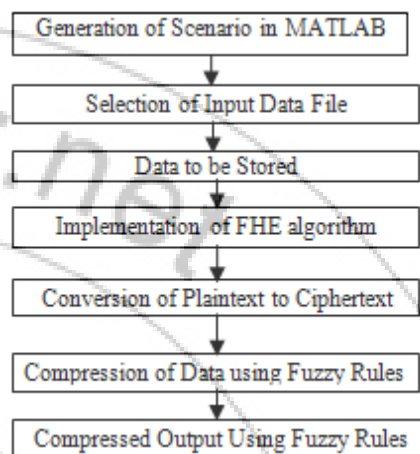 Generation of Scenario in MATLAB
Selection of Input Data File
Data to be Stored
Implementation of FHE algorithm
Conversion of Plaintext to Ciphertext
Compression of Data using Fuzzy Rules
Compressed Output Using Fuzzy Rules
.net